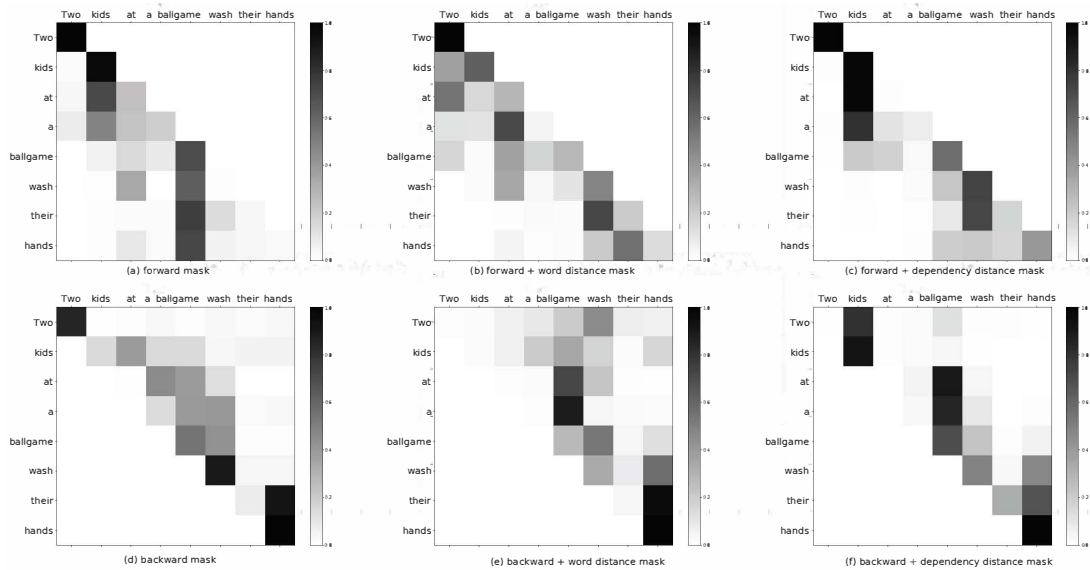 Two kids at a ballgame wash their hands
Two kids at a ballgame wash their hands
Two kids at a ballgame wash their hands
Two
kids
at
a
ballgame
wash
their
hands
Two
kids
at
a
ballgame
wash
their
hands
Two
kids
at
a
ballgame
wash
their
hands
(a) forward mask
(b) forward + word distance mask
(c) forward + dependency distance mask
Two kids at a ballgame wash their hands
Two kids at a ballgame wash their hands
Two kids at a ballgame wash their hands
Two
kids
at
a
ballgame
wash
their
hands
Two
kids
at
a
ballgame
wash
their
hands
Two
kids
at
a
ballgame
wash
their
hands
(d) backward mask
(e) backward + word distance mask
(f) backward + dependency distance mask